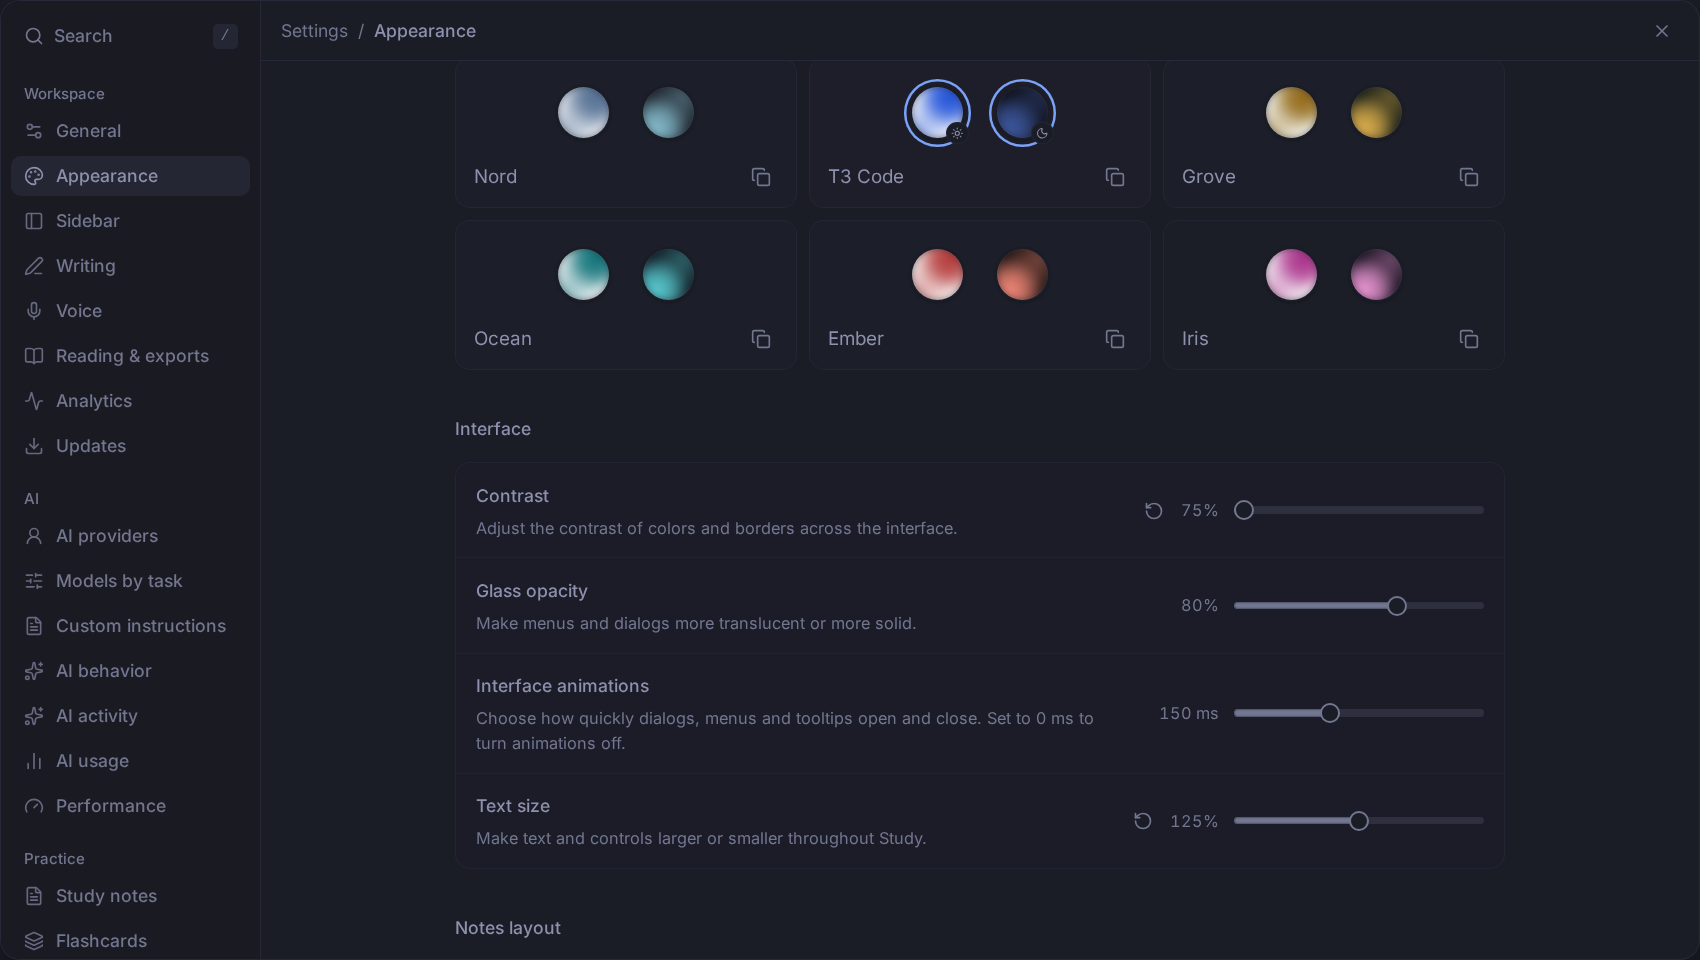 Search /
Settings / Appearance
Workspace
General
Appearance
Sidebar
Writing
Voice
Reading & exports
Analytics
Updates
AI
AI providers
Models by task
Custom instructions
AI behavior
AI activity
AI usage
Performance
Practice
Study notes
Flashcards
Nord
T3 Code
Grove
Ocean
Ember
Iris
Interface
Contrast
Adjust the contrast of colors and borders across the interface.
75%
Glass opacity
Make menus and dialogs more translucent or more solid.
80%
Interface animations
Choose how quickly dialogs, menus and tooltips open and close. Set to 0 ms to
turn animations off.
150 ms
Text size
Make text and controls larger or smaller throughout Study.
125%
Notes layout